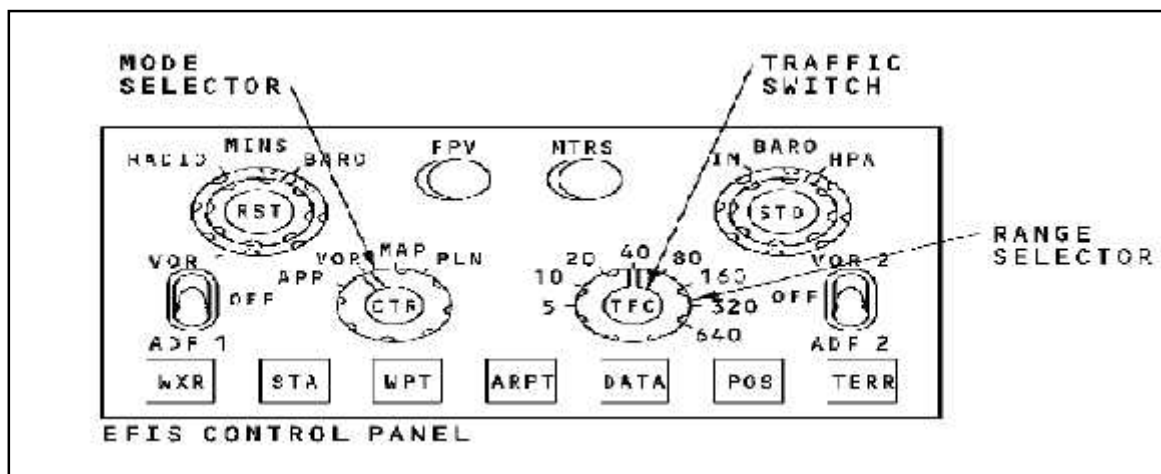 MODE
SELECTOR
TRAFFIC
SWITCH
MINS
RADIO
BARO
RST
FPV
MTRS
BARO
IN
HPA
STD
RANGE
SELECTOR
VOR
OFF
ADF 1
APP
VOR
MAP
PLN
CTR
5
10
20
40
80
160
320
640
TFC
VOR 2
OFF
ADF 2
WXR
STA
WPT
ARPT
DATA
POS
TERR
EFIS CONTROL PANEL